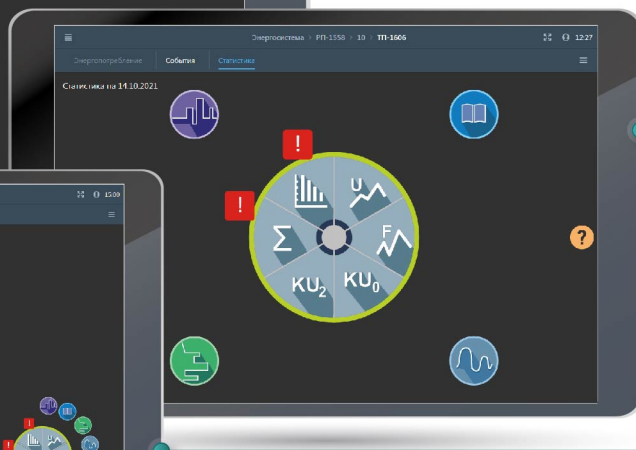 Энергосистема > РП-1558 > 10 > ТП-1606
12:27
Энергопотребление События Статистика
Статистика на 14.10.2021
!
!
U
F
Σ
KU2
KU0
?
15:09
!
!
U